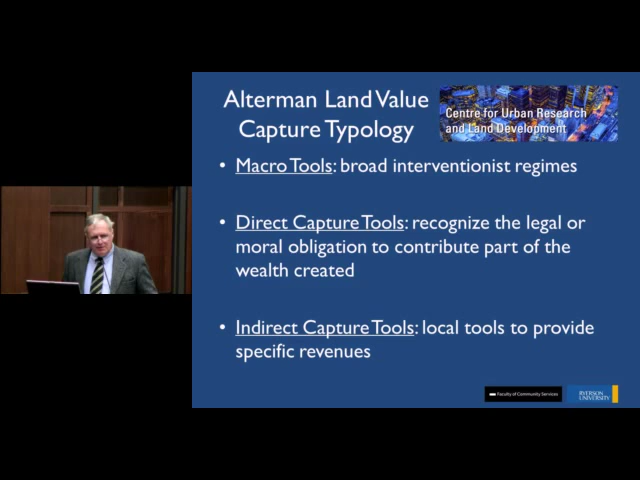 Alterman Land Value
Capture Typology
Centre for Urban Research
and Land Development
• Macro Tools: broad interventionist regimes
• Direct Capture Tools: recognize the legal or
moral obligation to contribute part of the
wealth created
• Indirect Capture Tools: local tools to provide
specific revenues
Faculty of Community Services
RYERSON
UNIVERSITY